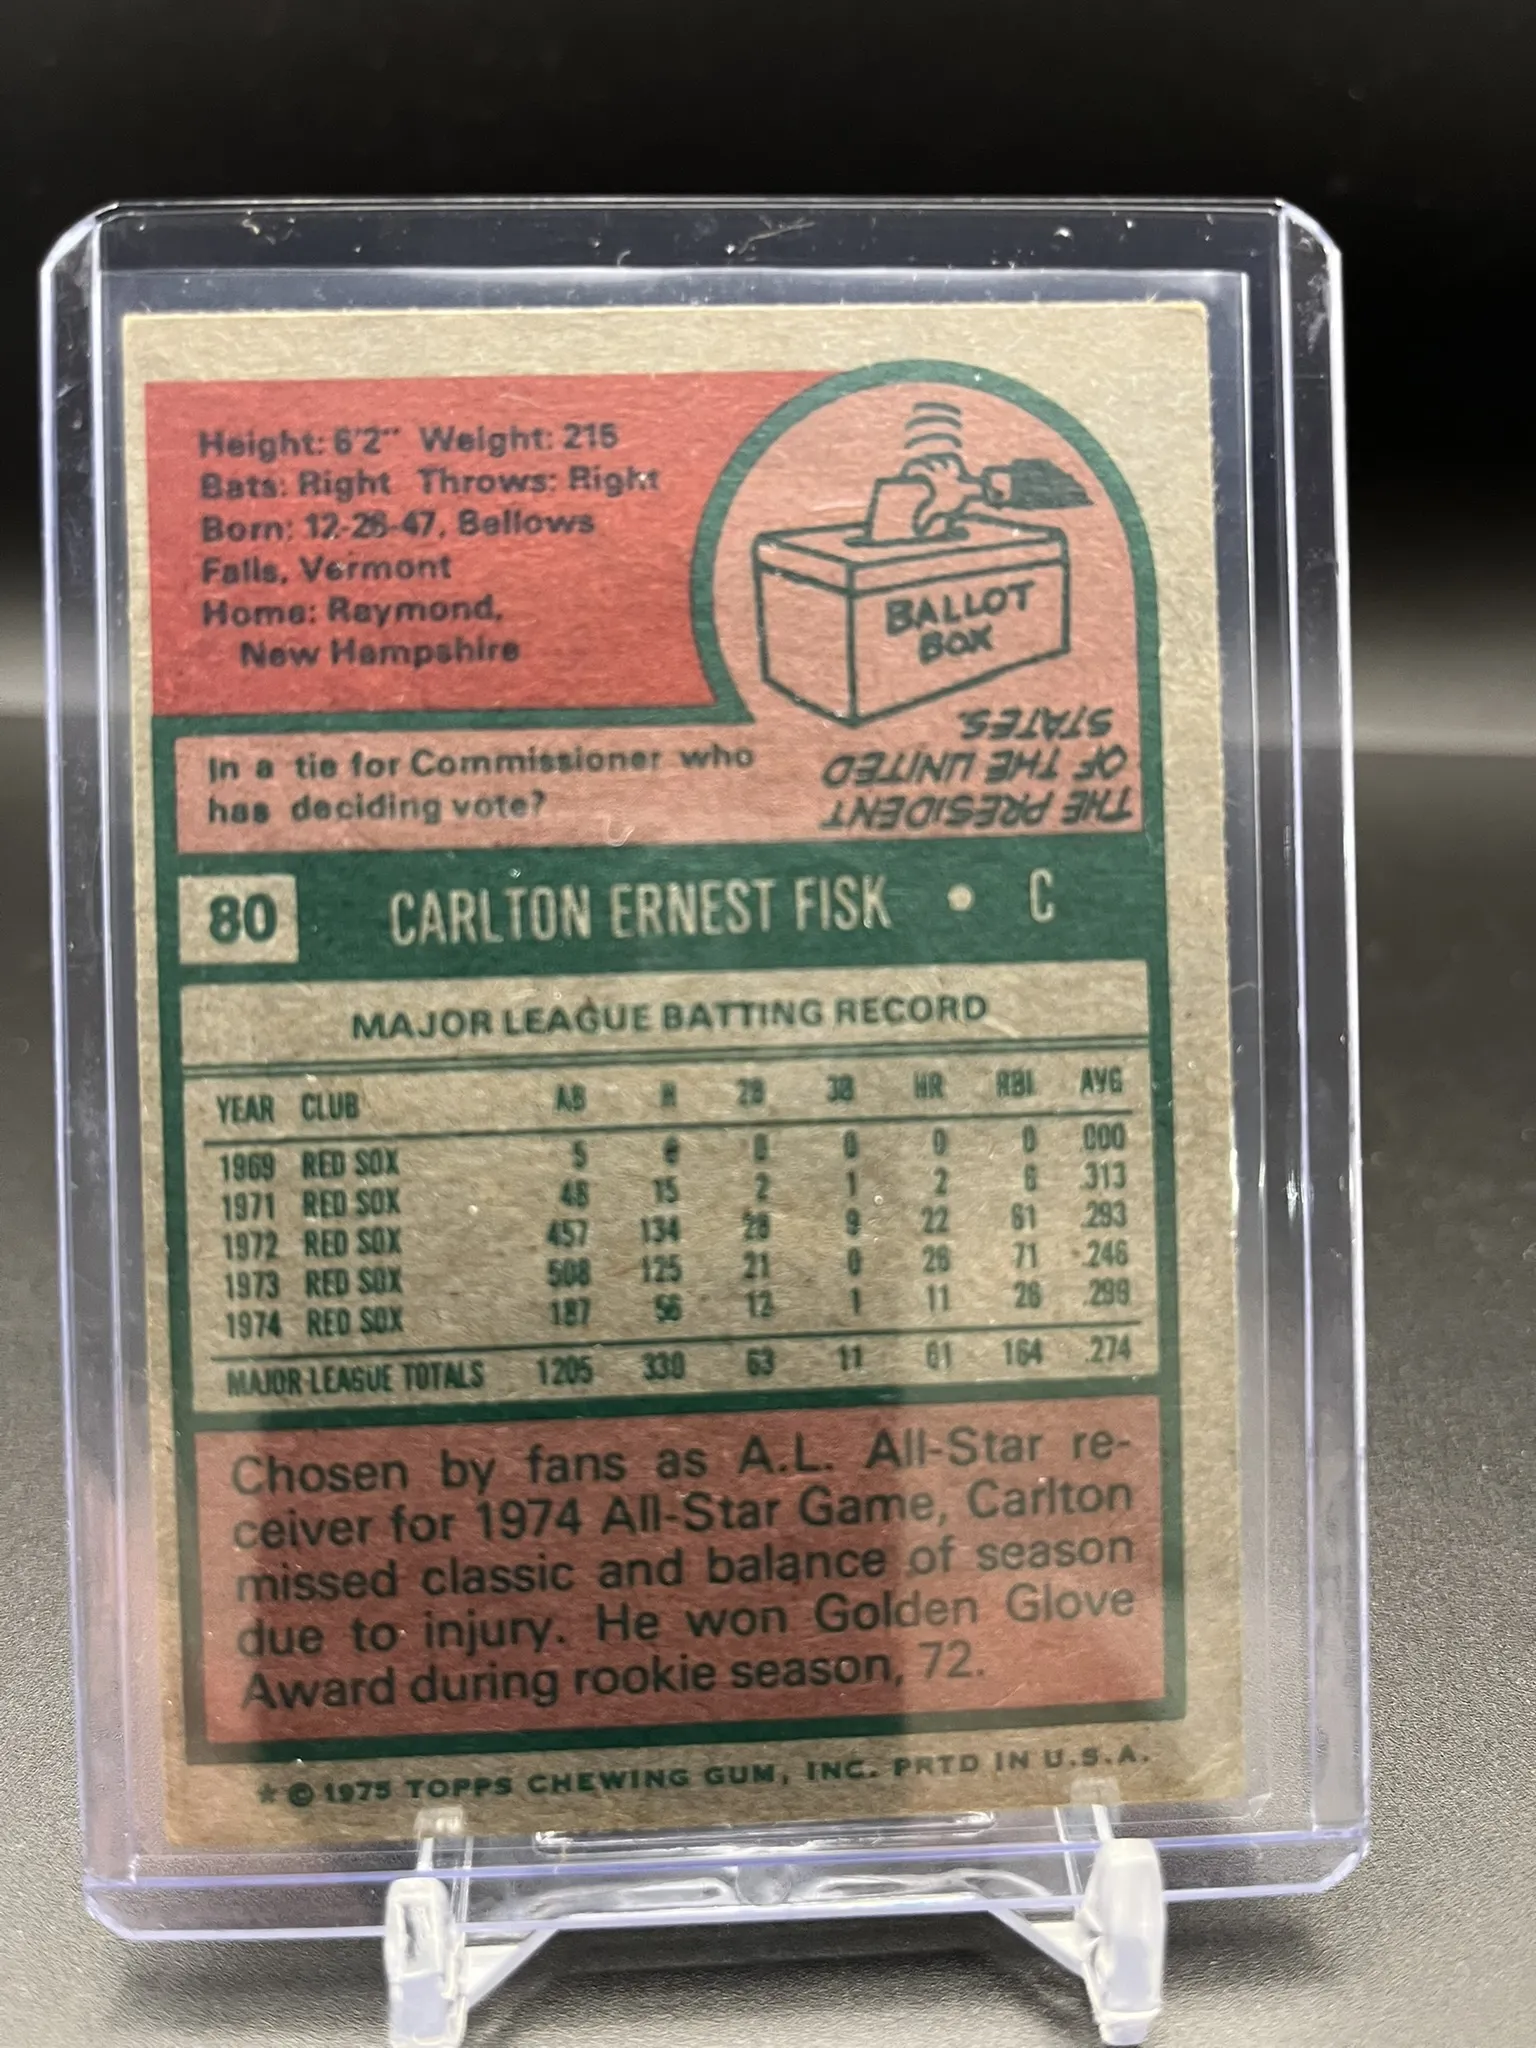 Height: 6'2" Weight: 215
Bats: Right Throws: Right
Born: 12-26-47, Bellows
Falls, Vermont
Home: Raymond,
New Hampshire
BALLOT
BOX
In a tie for Commissioner who
has deciding vote?
THE PRESIDENT
OF THE UNITED
STATES.
80 CARLTON ERNEST FISK • C
MAJOR LEAGUE BATTING RECORD
YEAR CLUB AB H 2B 3B HR RBI AVG
1969 RED SOX 5 0 0 0 0 0 .000
1971 RED SOX 48 15 2 1 2 6 .313
1972 RED SOX 457 134 28 9 22 61 .293
1973 RED SOX 508 125 21 0 26 71 .246
1974 RED SOX 187 56 12 1 11 26 .299
MAJOR LEAGUE TOTALS 1205 330 63 11 61 164 .274
Chosen by fans as A.L. All-Star re-
ceiver for 1974 All-Star Game, Carlton
missed classic and balance of season
due to injury. He won Golden Glove
Award during rookie season, 72.
* © 1975 TOPPS CHEWING GUM, INC. PRTD IN U.S.A.